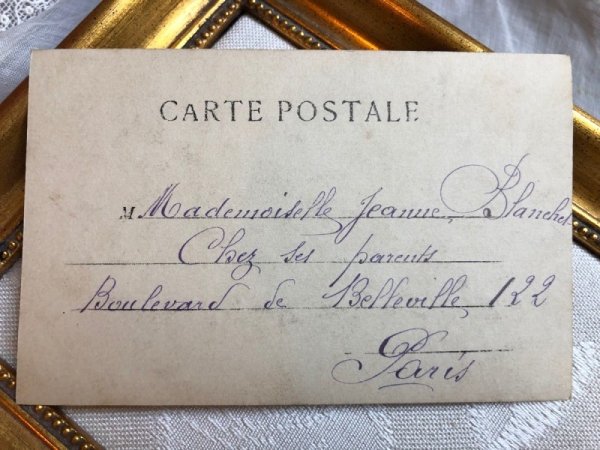 CARTE POSTALE
M Mademoiselle Jeanne Blanchet
Chez ses parents
Boulevard de Belleville, 122
Paris